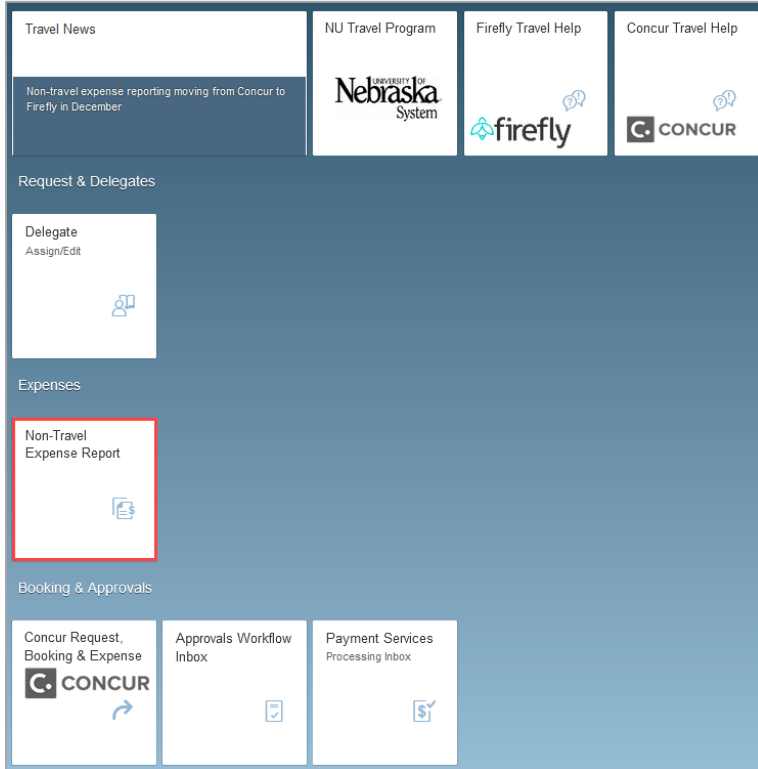 Travel News
Non-travel expense reporting moving from Concur to
Firefly in December
NU Travel Program
UNIVERSITY OF
Nebraska
System
Firefly Travel Help
firefly
Concur Travel Help
C. CONCUR
Request & Delegates
Delegate
Assign/Edit
Expenses
Non-Travel
Expense Report
$
Booking & Approvals
Concur Request,
Booking & Expense
C. CONCUR
Approvals Workflow
Inbox
Payment Services
Processing Inbox
$